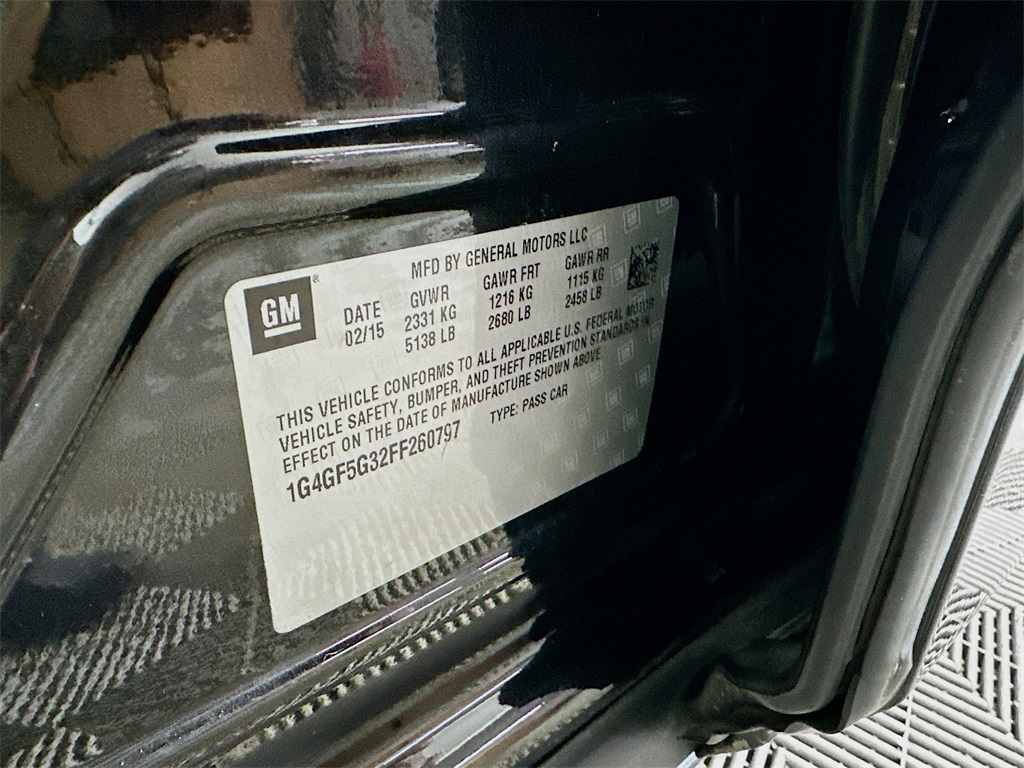 GM ®
MFD BY GENERAL MOTORS LLC
DATE GVWR GAWR FRT GAWR RR
02/15 2331 KG 1216 KG 1115 KG
5138 LB 2680 LB 2458 LB
THIS VEHICLE CONFORMS TO ALL APPLICABLE U.S. FEDERAL MOTOR
VEHICLE SAFETY, BUMPER, AND THEFT PREVENTION STANDARDS IN
EFFECT ON THE DATE OF MANUFACTURE SHOWN ABOVE
1G4GF5G32FF260797 TYPE: PASS CAR